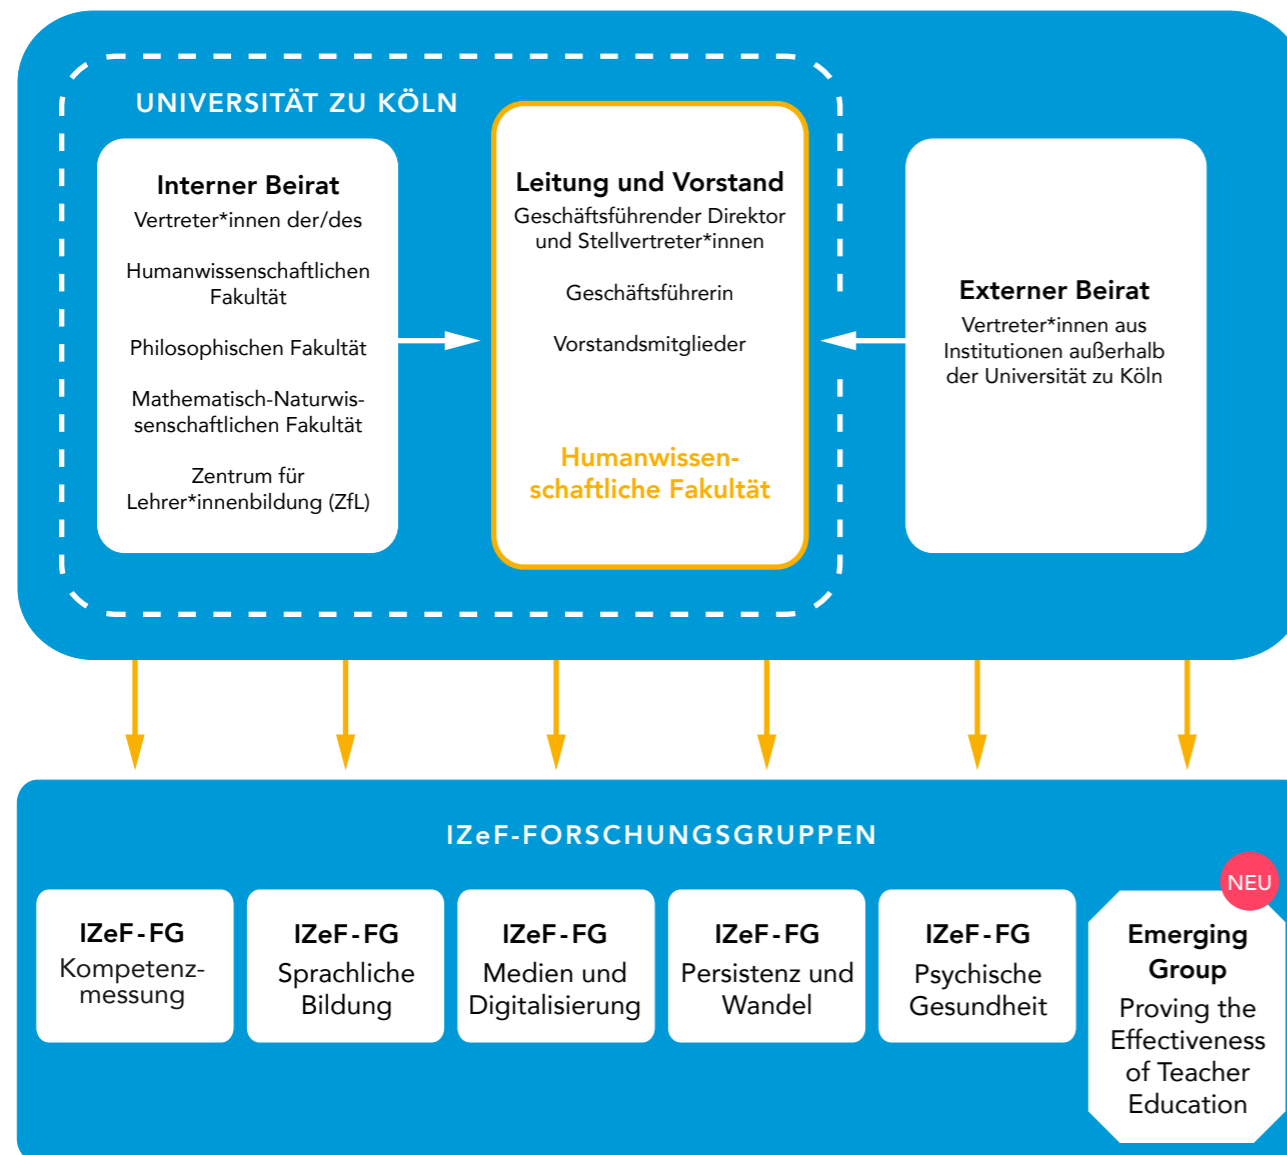 UNIVERSITÄT ZU KÖLN
Interner Beirat
Vertreter*innen der/des
Humanwissenschaftlichen
Fakultät
Philosophischen Fakultät
Mathematisch-Naturwis-
senschaftlichen Fakultät
Zentrum für
Lehrer*innenbildung (ZfL)
Leitung und Vorstand
Geschäftsführender Direktor
und Stellvertreter*innen
Geschäftsführerin
Vorstandsmitglieder
Humanwissen-
schaftliche Fakultät
Externer Beirat
Vertreter*innen aus
Institutionen außerhalb
der Universität zu Köln
IZeF-FORSCHUNGSGRUPPEN
IZeF-FG
Kompetenz-
messung
IZeF-FG
Sprachliche
Bildung
IZeF-FG
Medien und
Digitalisierung
IZeF-FG
Persistenz und
Wandel
IZeF-FG
Psychische
Gesundheit
NEU
Emerging
Group
Proving the
Effectiveness
of Teacher
Education